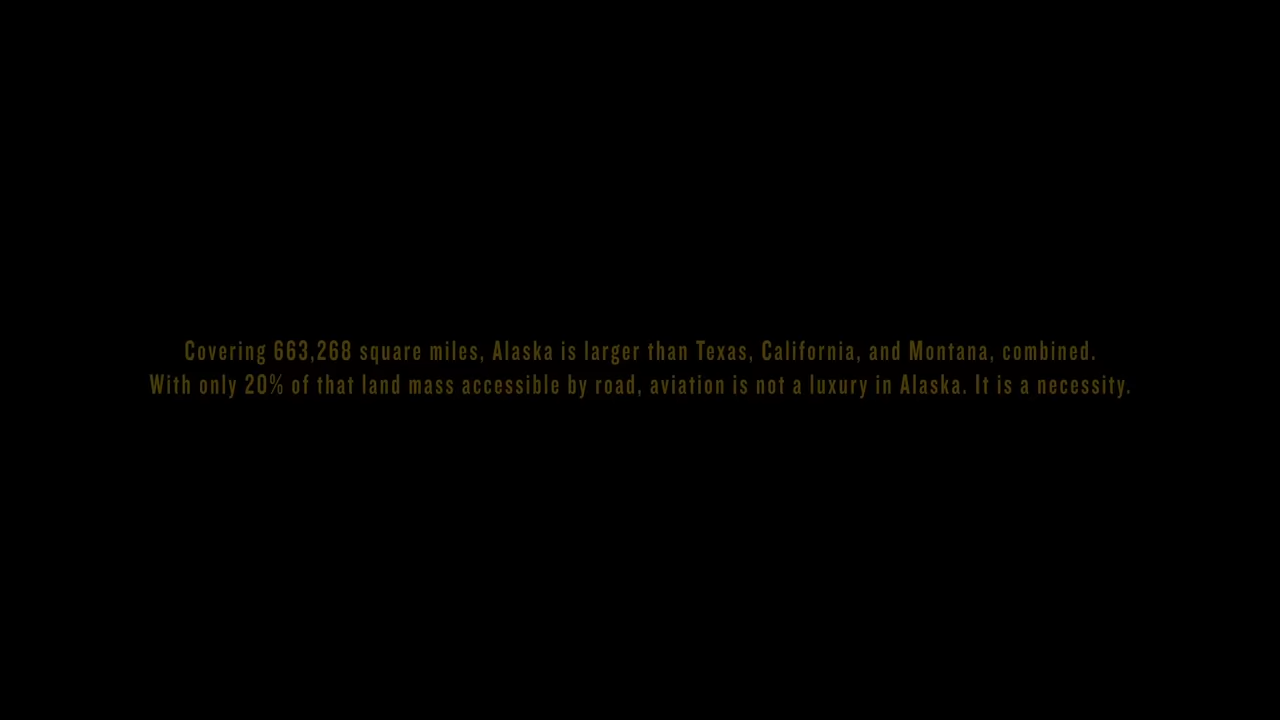 Covering 663,268 square miles, Alaska is larger than Texas, California, and Montana, combined.
With only 20% of that land mass accessible by road, aviation is not a luxury in Alaska. It is a necessity.